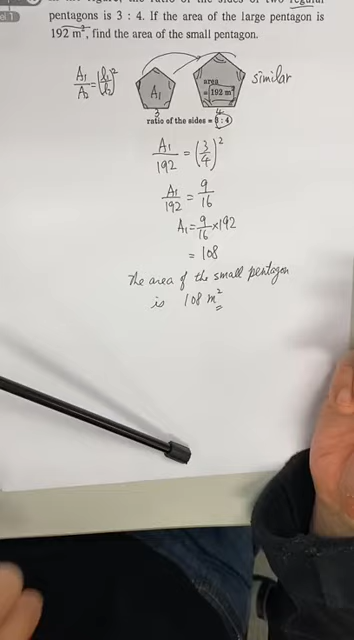 pentagons is 3 : 4. If the area of the large pentagon is
192 m², find the area of the small pentagon.
A₁/A₂ = (l₁/l₂)²
A₁
area
= 192 m²
similar
3
4
ratio of the sides = 3 : 4
A₁/192 = (3/4)²
A₁/192 = 9/16
A₁ = 9/16 × 192
= 108
The area of the small pentagon
is 108 m²